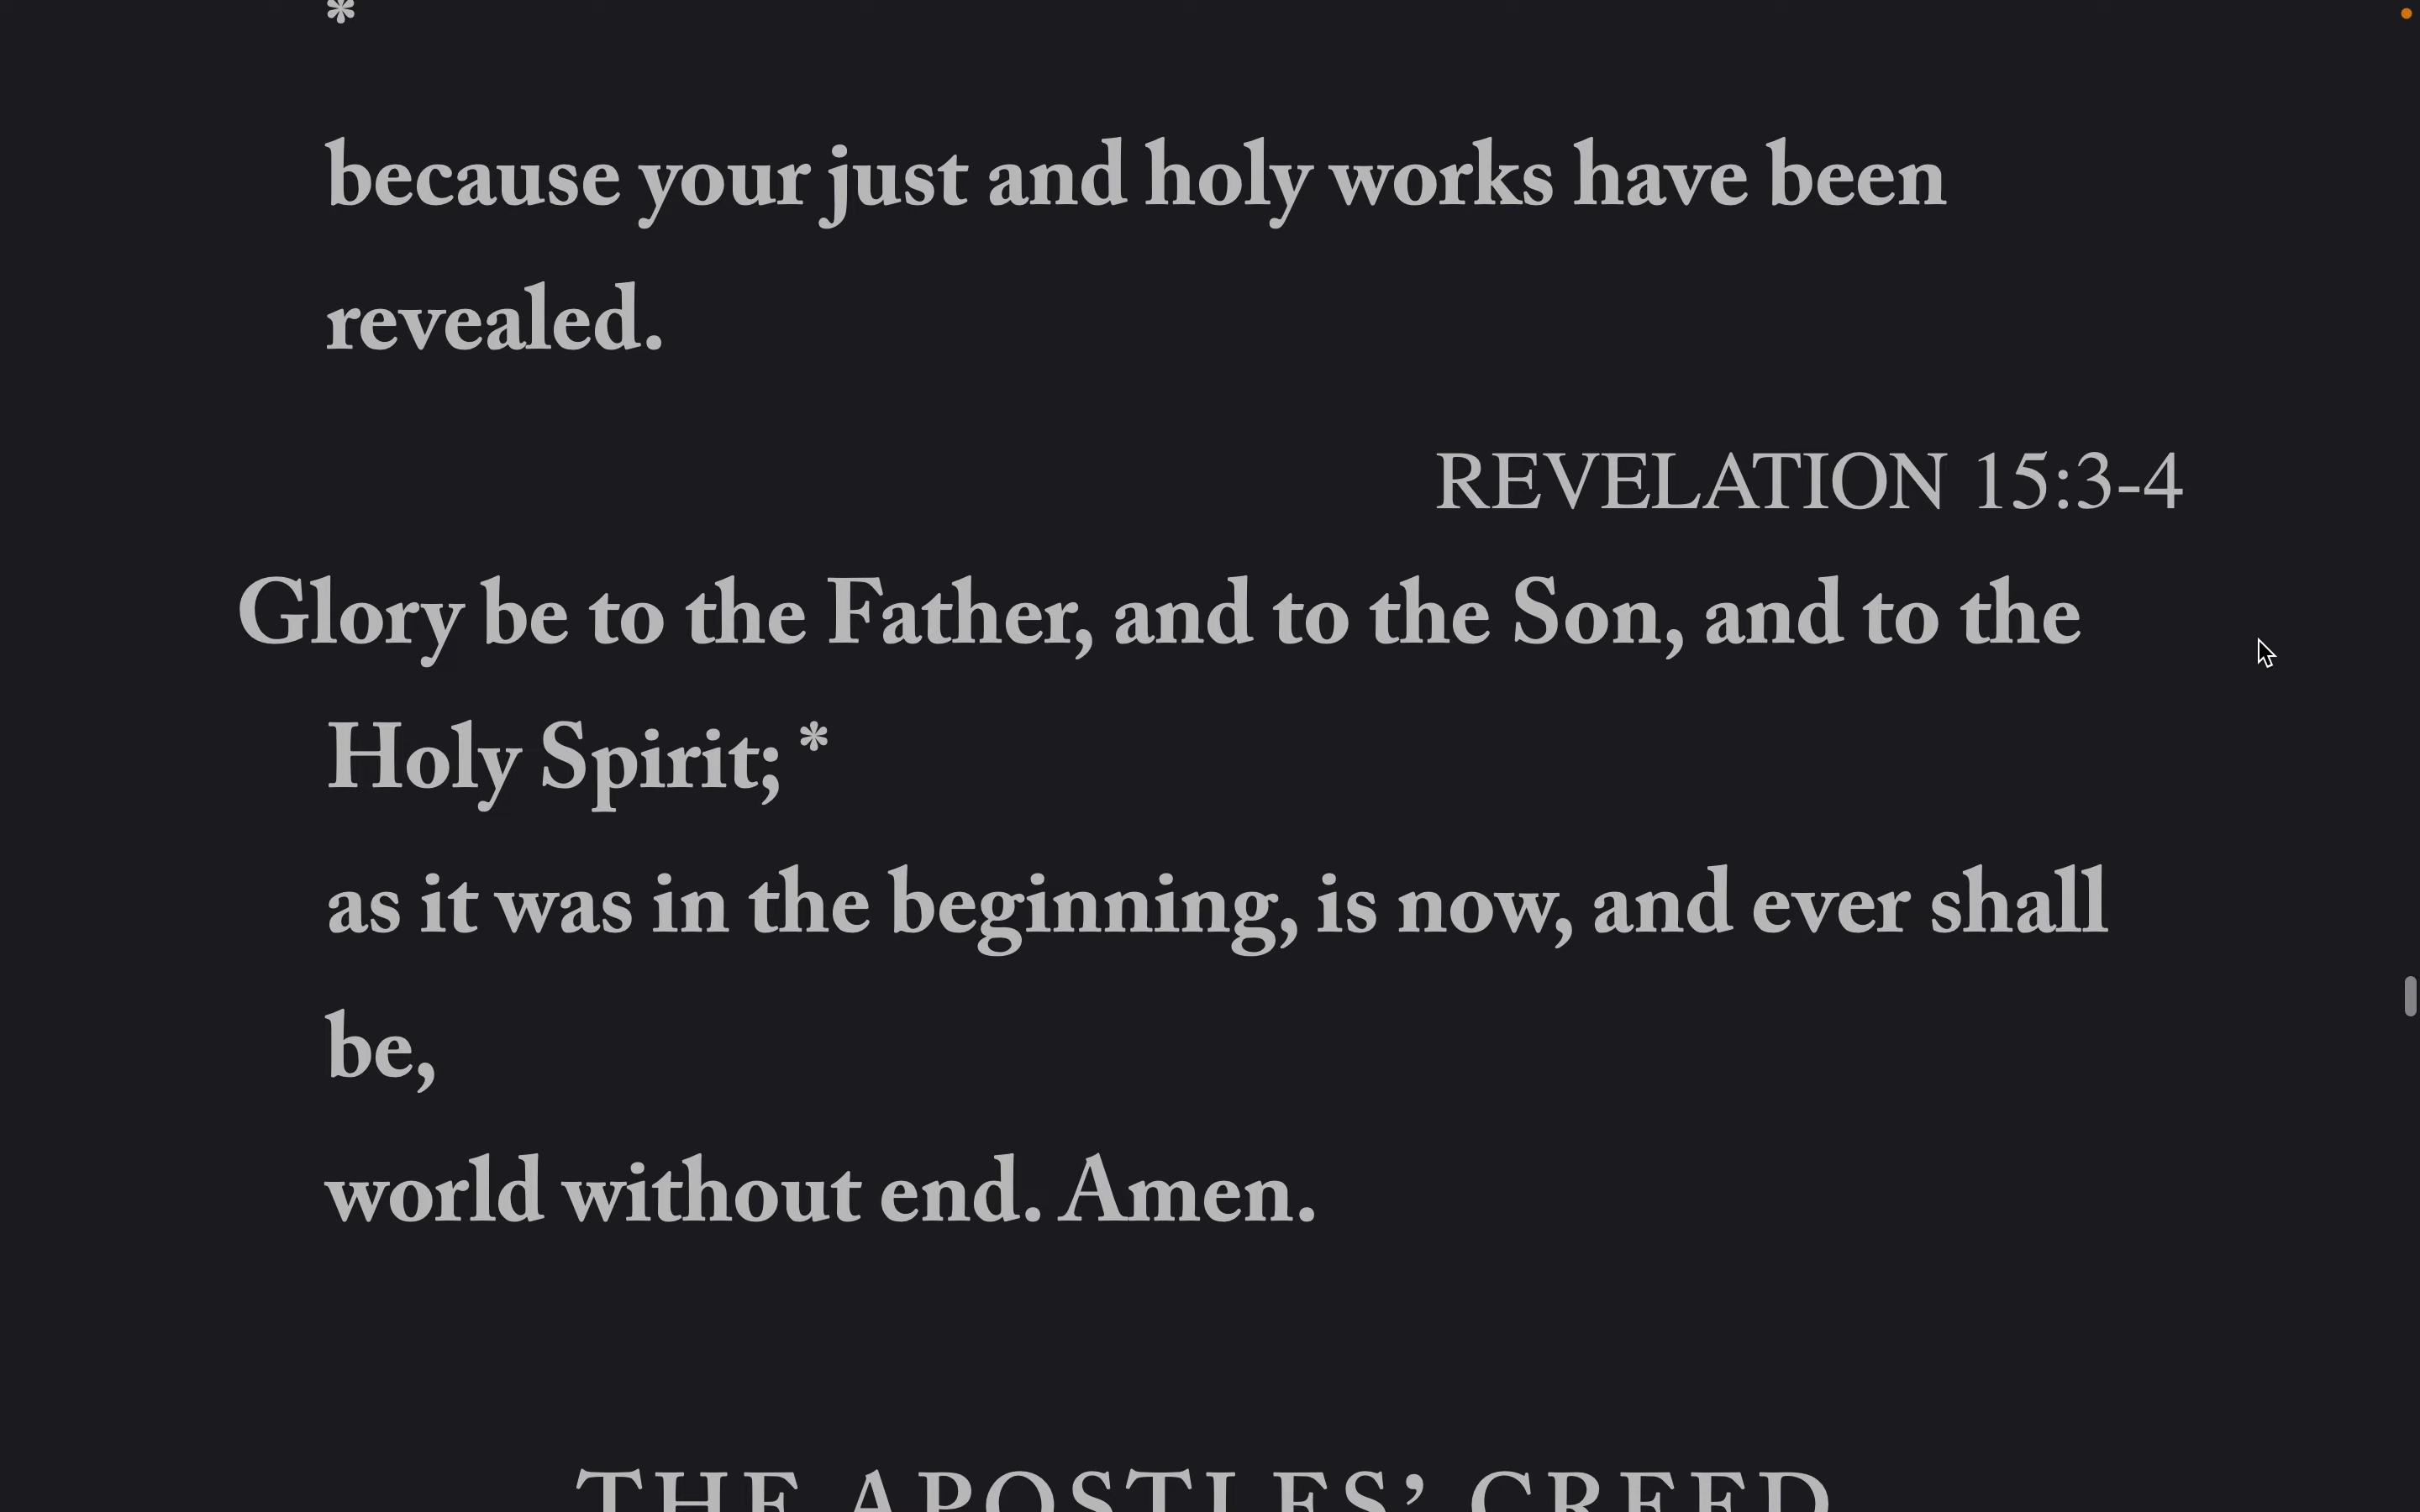 *
because your just and holy works have been
revealed.
REVELATION 15:3-4
Glory be to the Father, and to the Son, and to the
Holy Spirit; *
as it was in the beginning, is now, and ever shall
be,
world without end. Amen.
THE APOSTLES’ CREED